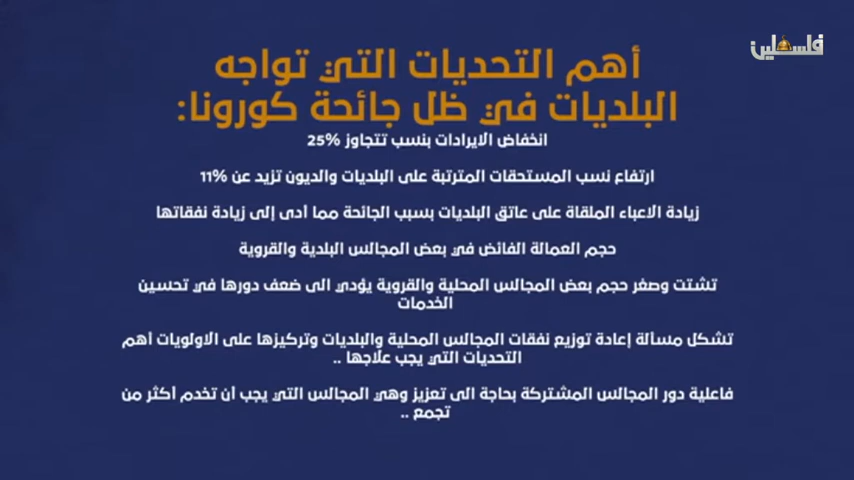 فلسطين
أهم التحديات التي تواجه
البلديات في ظل جائحة كورونا:
انخفاض الايرادات بنسب تتجاوز 25%
ارتفاع نسب المستحقات المترتبة على البلديات والديون تزيد عن 11%
زيادة الاعباء الملقاة على عاتق البلديات بسبب الجائحة مما أدى إلى زيادة نفقاتها
حجم العمالة الفائض في بعض المجالس البلدية والقروية
تشتت وصغر حجم بعض المجالس المحلية والقروية يؤدي الى ضعف دورها في تحسين
الخدمات
تشكل مسألة إعادة توزيع نفقات المجالس المحلية والبلديات وتركيزها على الاولويات أهم
التحديات التي يجب علاجها ..
فاعلية دور المجالس المشتركة بحاجة الى تعزيز وهي المجالس التي يجب أن تخدم أكثر من
تجمع ..